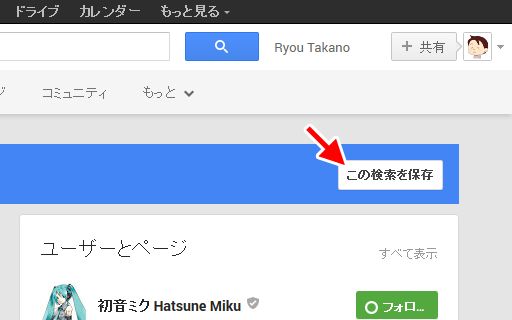 ドライブ カレンダー もっと見る
Ryou Takano + 共有
コミュニティ もっと
この検索を保存
ユーザーとページ
すべて表示
初音ミク Hatsune Miku フォロ...